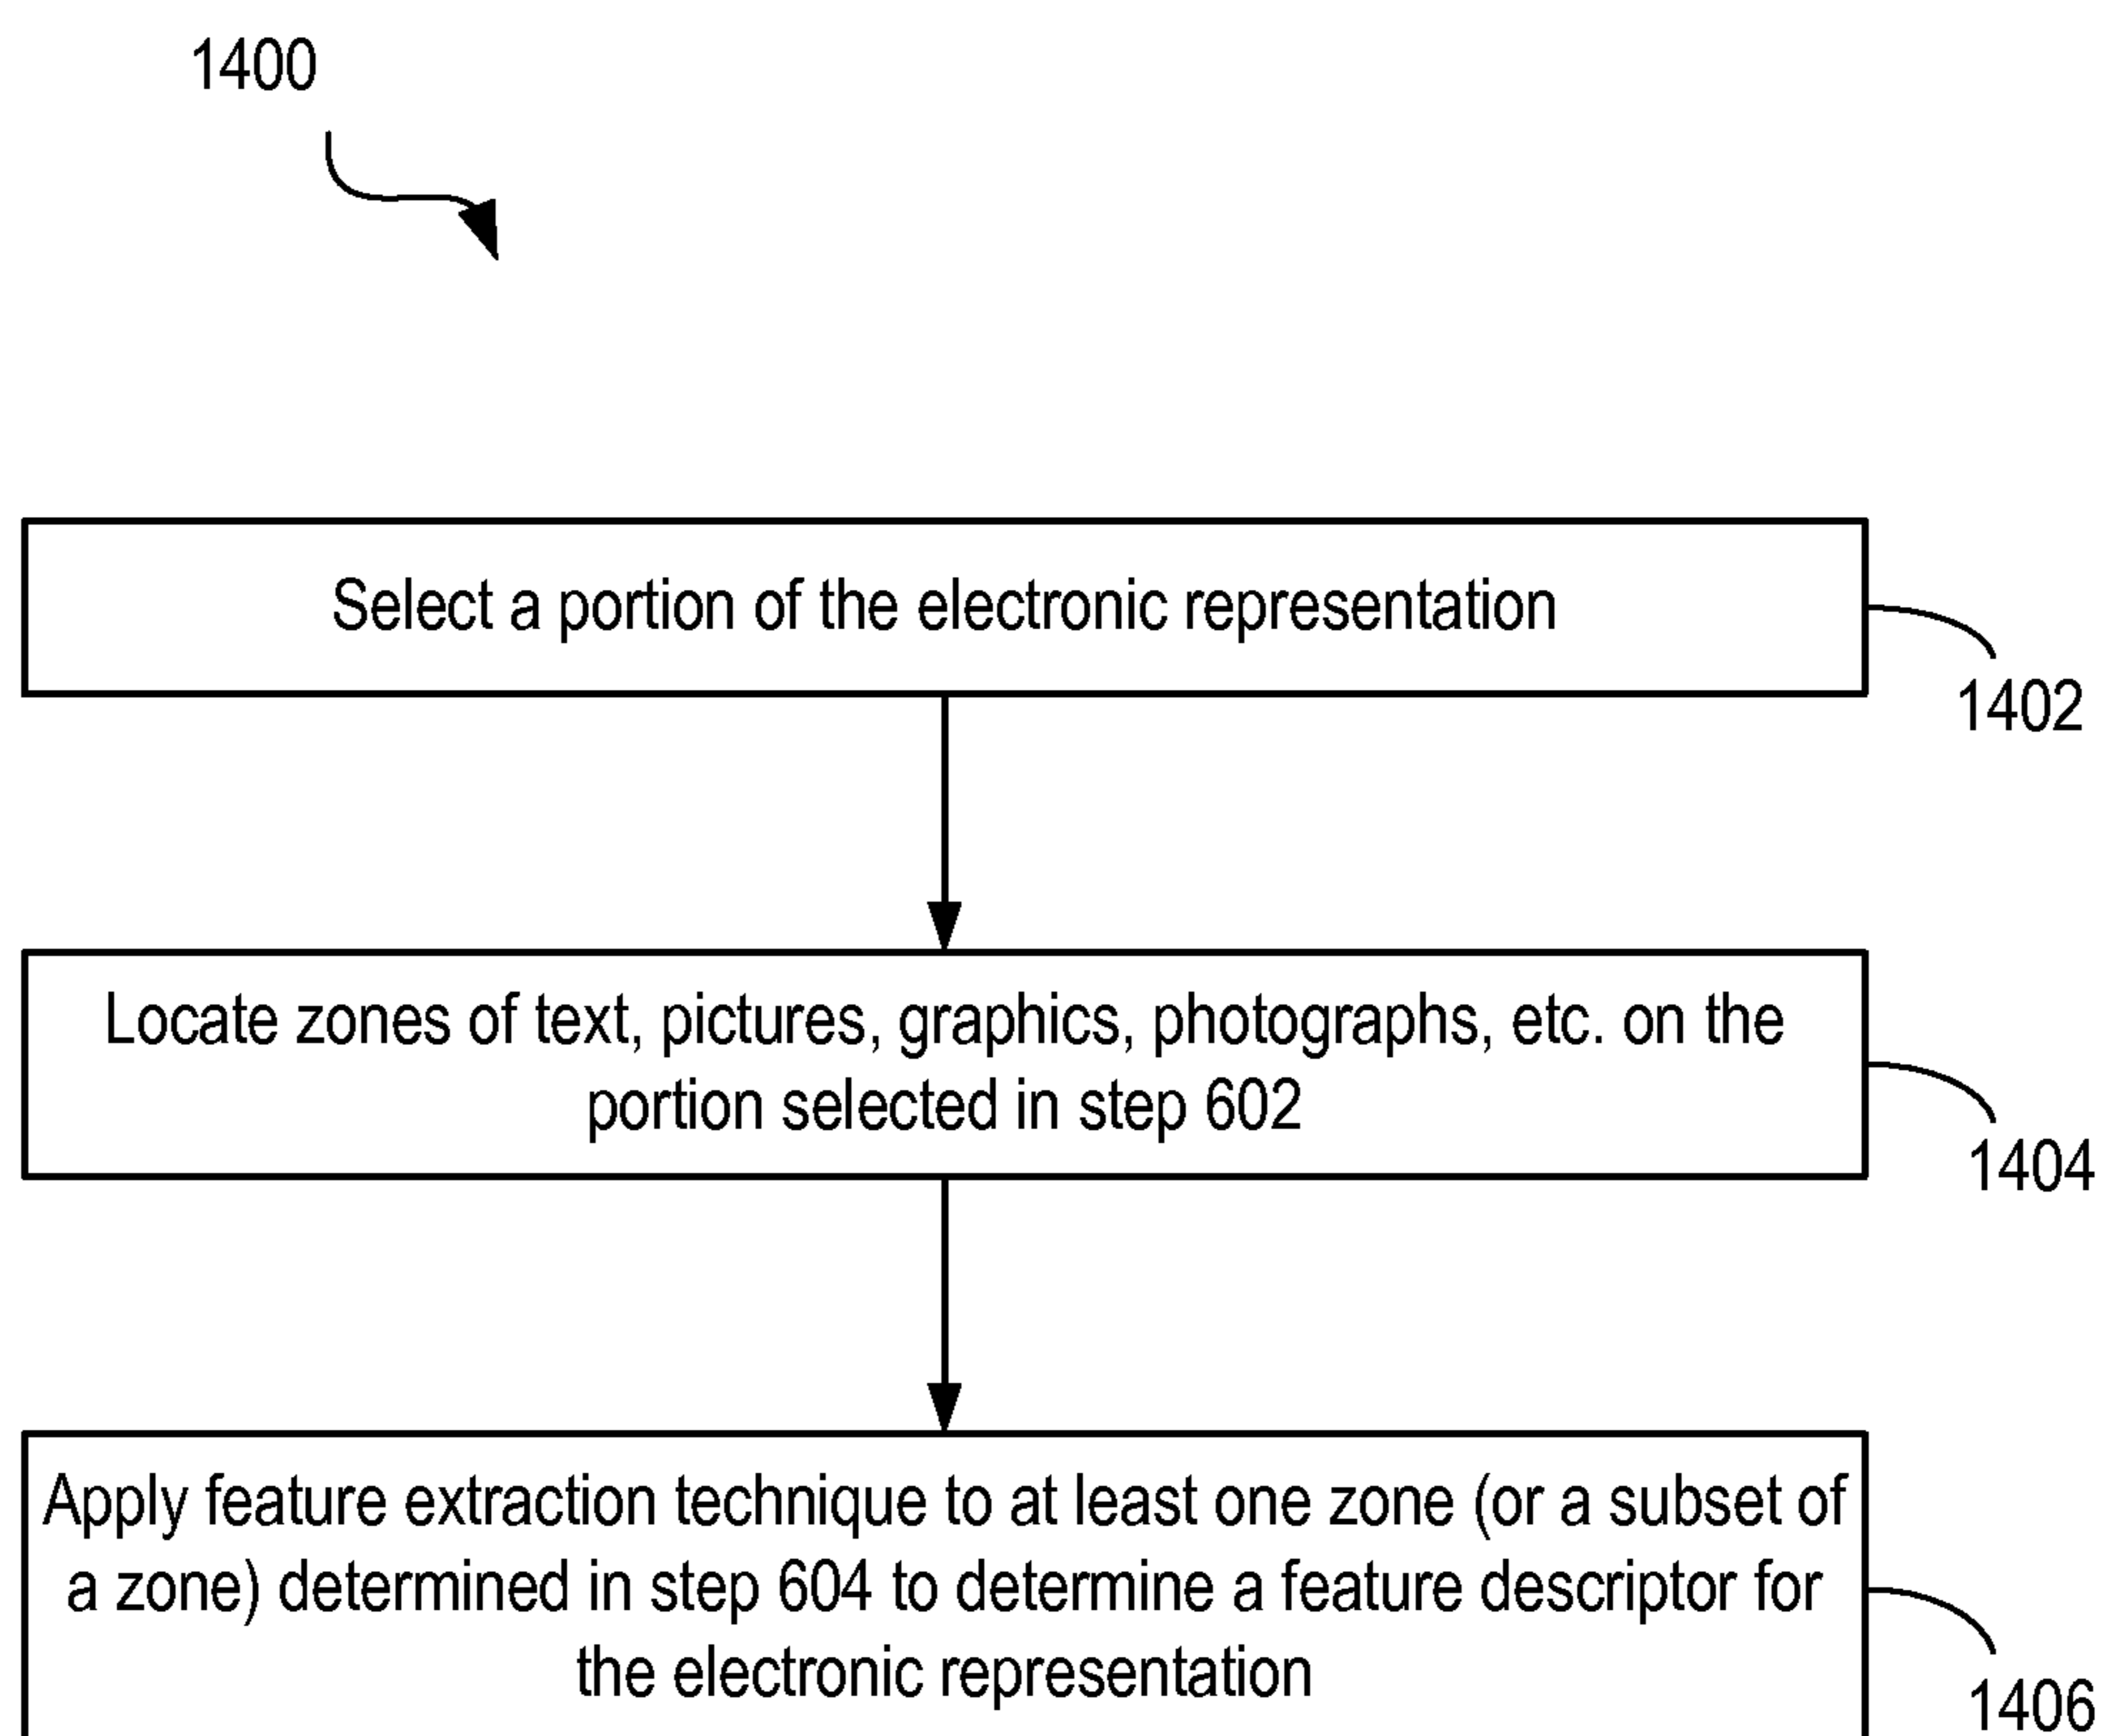 1400
Select a portion of the electronic representation
1402
Locate zones of text, pictures, graphics, photographs, etc. on the
portion selected in step 602
1404
Apply feature extraction technique to at least one zone (or a subset of
a zone) determined in step 604 to determine a feature descriptor for
the electronic representation
1406